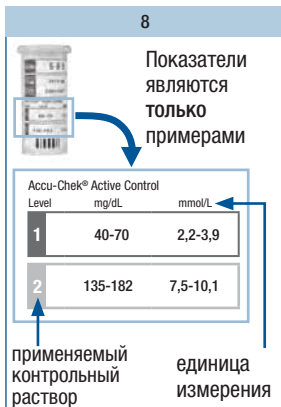 8
Показатели
являются
только
примерами
Accu-Chek® Active Control
Level mg/dL mmol/L
1 40-70 2,2-3,9
2 135-182 7,5-10,1
применяемый
контрольный
раствор
единица
измерения